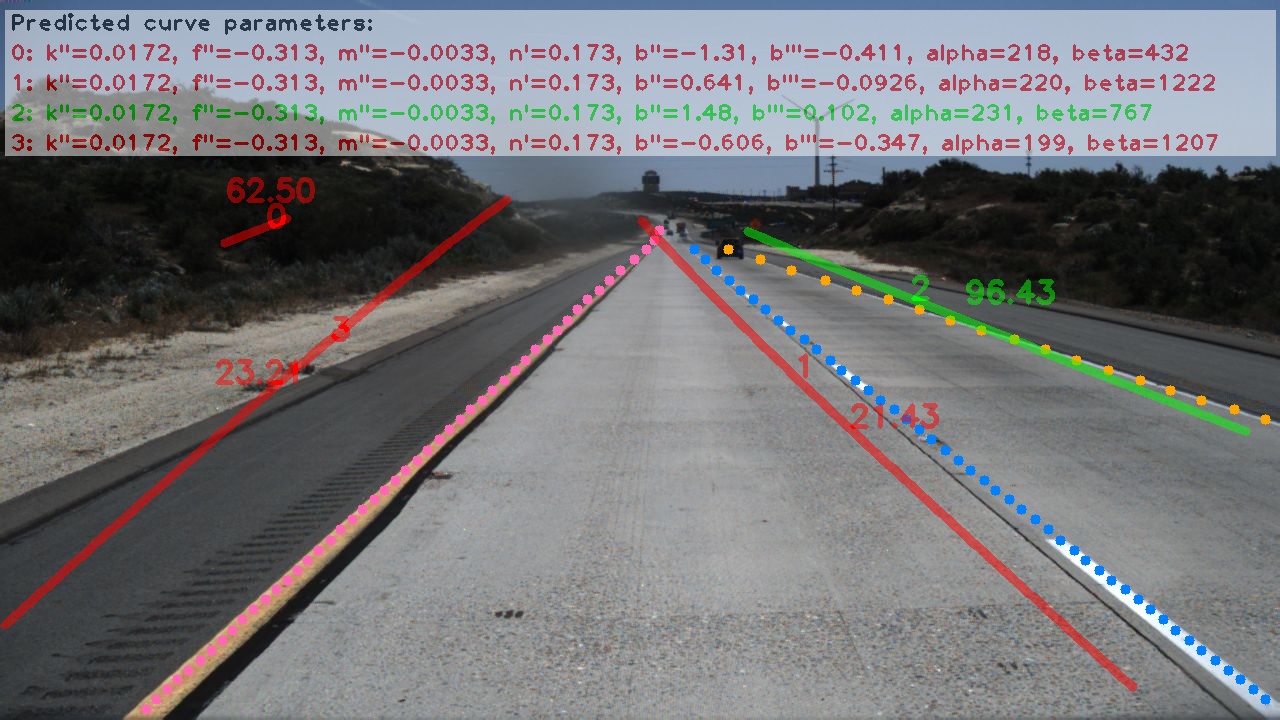 Predicted curve parameters:
0: k''=0.0172, f''=-0.313, m''=-0.0033, n'=0.173, b''=-1.31, b'''=-0.411, alpha=218, beta=432
1: k''=0.0172, f''=-0.313, m''=-0.0033, n'=0.173, b''=0.641, b'''=-0.0926, alpha=220, beta=1222
2: k''=0.0172, f''=-0.313, m''=-0.0033, n'=0.173, b''=1.48, b'''=0.102, alpha=231, beta=767
3: k''=0.0172, f''=-0.313, m''=-0.0033, n'=0.173, b''=-0.606, b'''=-0.347, alpha=199, beta=1207
62.50
0
2 96.43
3
1
23.21
21.43